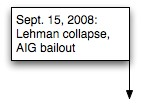 Sept. 15, 2008:
Lehman collapse,
AIG bailout